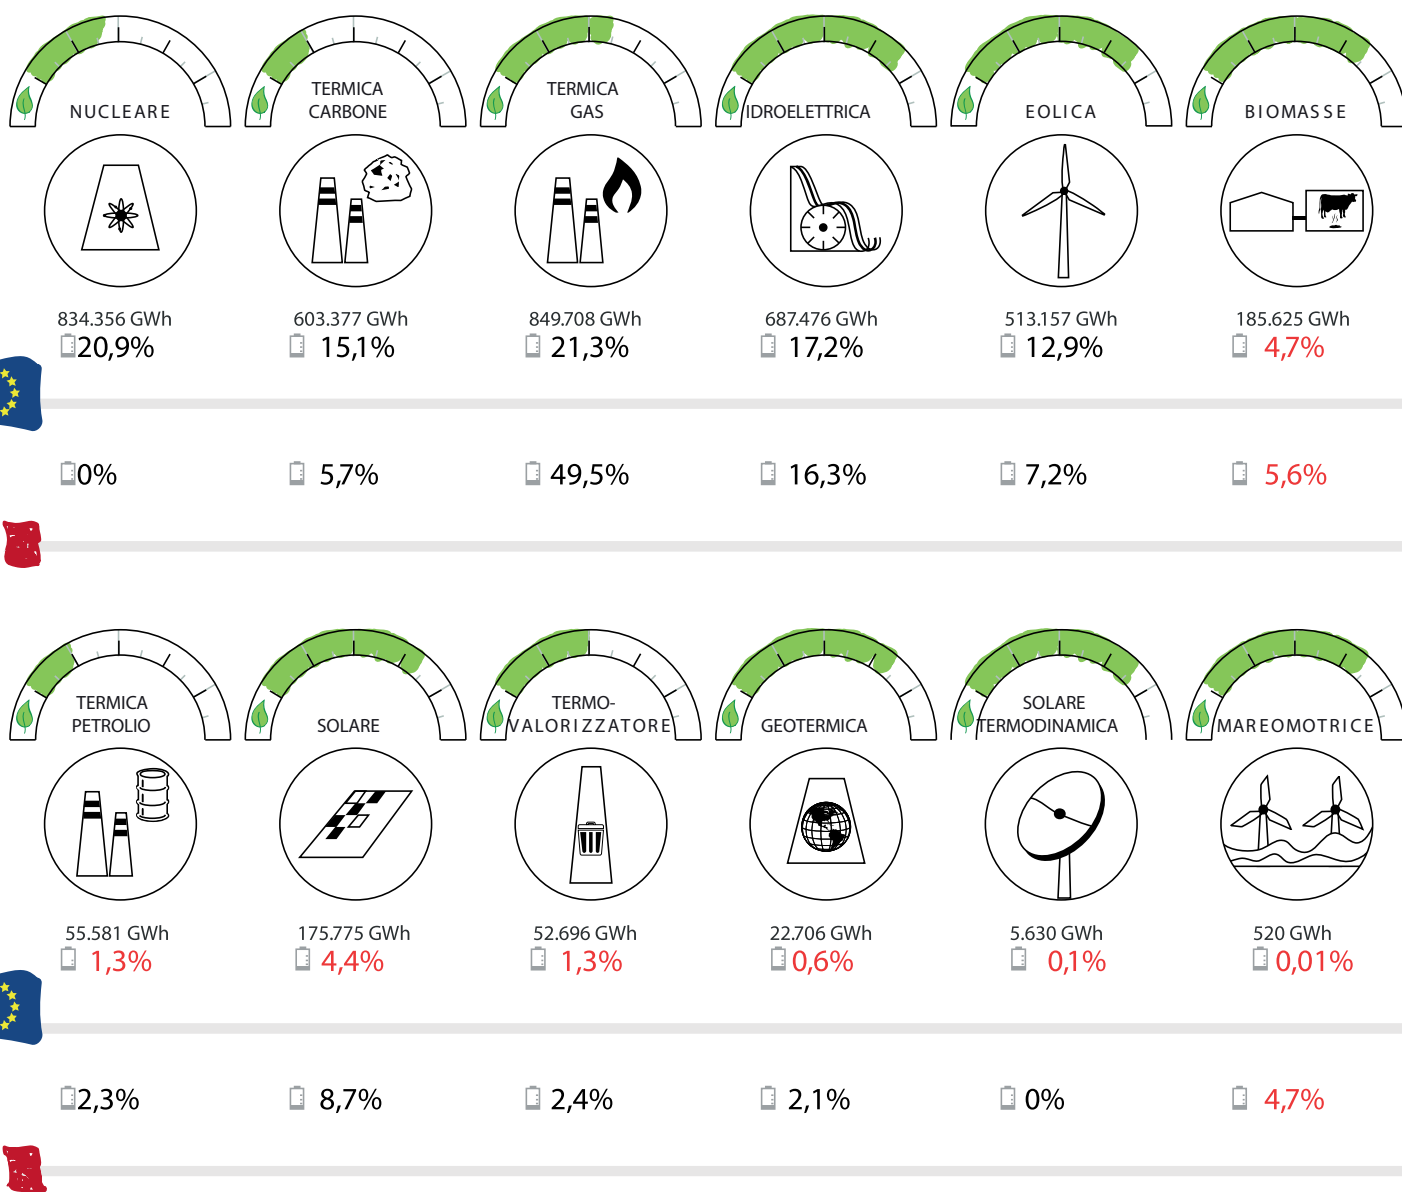 NUCLEARE
TERMICA
CARBONE
TERMICA
GAS
IDROELETTRICA
EOLICA
BIOMASSE
834.356 GWh
20,9%
603.377 GWh
15,1%
849.708 GWh
21,3%
687.476 GWh
17,2%
513.157 GWh
12,9%
185.625 GWh
4,7%
0%
5,7%
49,5%
16,3%
7,2%
5,6%
TERMICA
PETROLIO
SOLARE
TERMO-
VALORIZZATORE
GEOTERMICA
SOLARE
TERMODINAMICA
MAREOMOTRICE
55.581 GWh
1,3%
175.775 GWh
4,4%
52.696 GWh
1,3%
22.706 GWh
0,6%
5.630 GWh
0,1%
520 GWh
0,01%
2,3%
8,7%
2,4%
2,1%
0%
4,7%